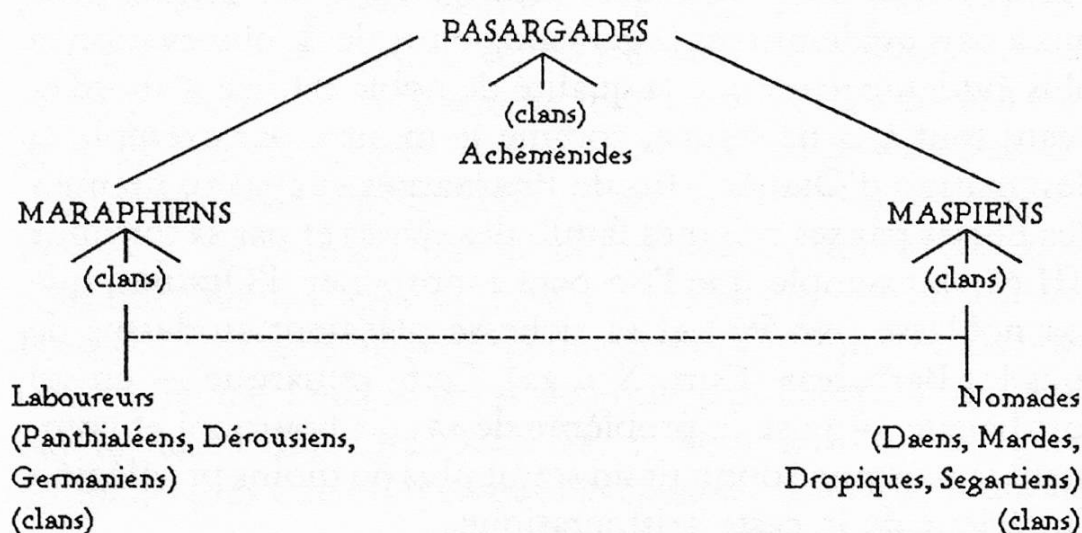 PASARGADES
(clans)
Achéménides
MARAPHIENS
MASPIENS
(clans)
(clans)
Laboureurs
(Panthialéens, Dérousiens,
Germaniens)
(clans)
Nomades
(Daens, Mardes,
Dropiques, Segartiens)
(clans)